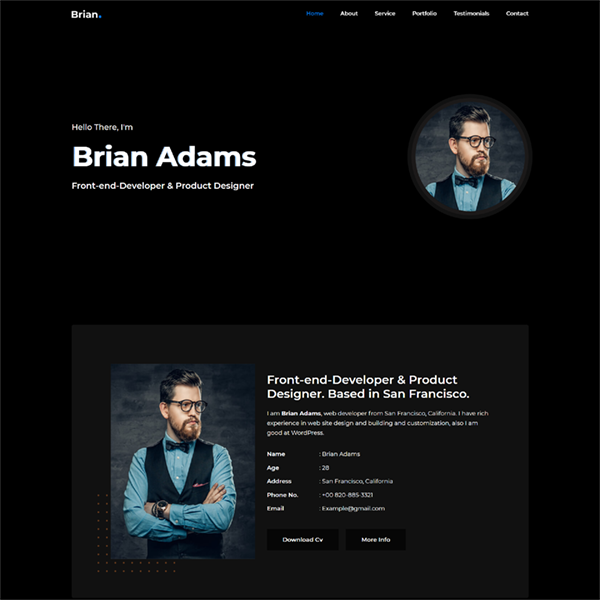 Brian.
Home About Service Portfolio Testimonials Contact
Hello There, I'm
Brian Adams
Front-end-Developer & Product Designer
Front-end-Developer & Product
Designer. Based in San Francisco.
I am Brian Adams, web developer from San Francisco, California. I have rich
experience in web site design and building and customization, also I am
good at WordPress.
Name : Brian Adams
Age : 28
Address : San Francisco, California
Phone No. : +00 820-885-3321
Email : Example@gmail.com
Download Cv More Info